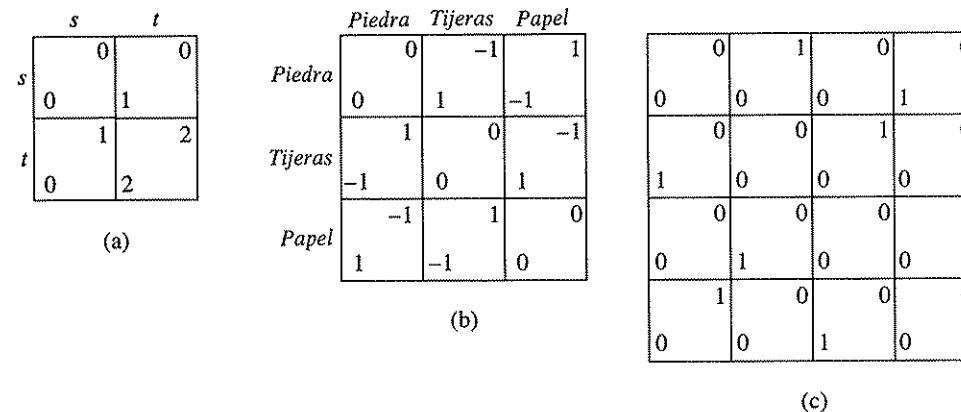 s t
s 0 0
0 1
t 1 2
0 2
(a)
Piedra Tijeras Papel
Piedra 0 –1 1
0 1 –1
Tijeras 1 0 –1
–1 0 1
Papel –1 1 0
1 –1 0
(b)
0 1 0
0 0 0 1
0 0 1
1 0 0 0
0 0 0
0 1 0 0
1 0 0
0 0 1 0
(c)